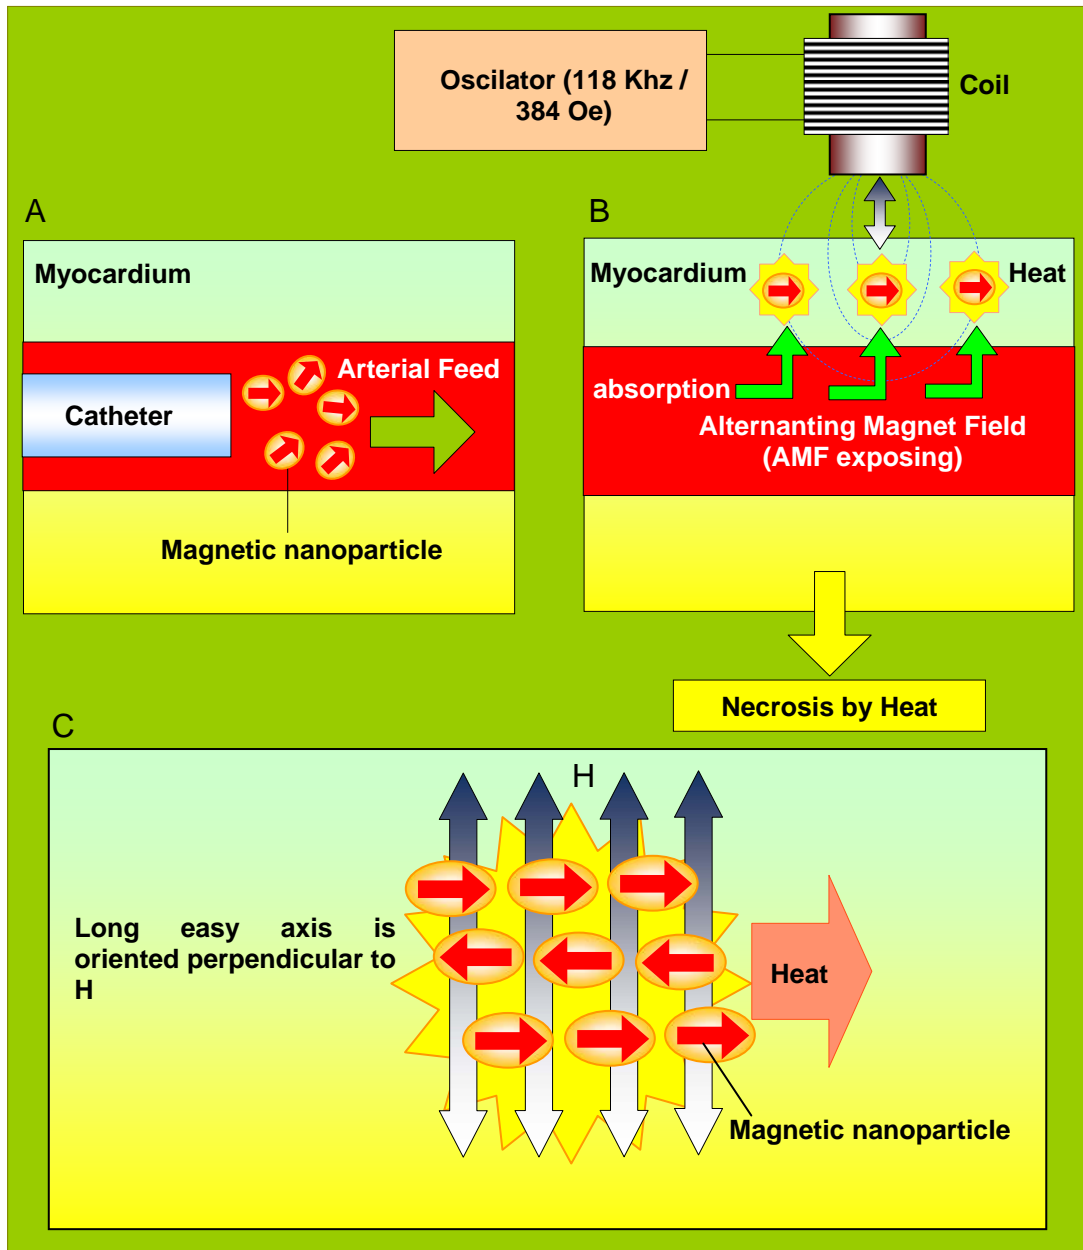 Oscilator (118 Khz /
384 Oe)
Coil
A
Myocardium
Catheter
Arterial Feed
Magnetic nanoparticle
B
Myocardium
Heat
absorption
Alternanting Magnet Field
(AMF exposing)
Necrosis by Heat
C
H
Long easy axis is
oriented perpendicular to
H
Heat
Magnetic nanoparticle